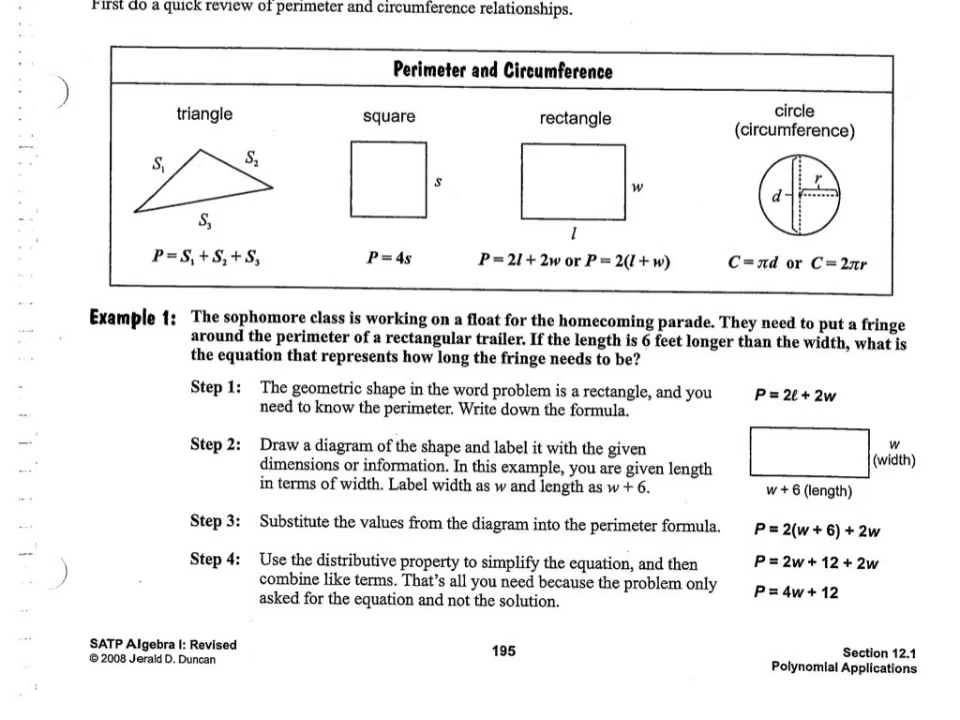 First do a quick review of perimeter and circumference relationships.
Perimeter and Circumference
triangle
S₁
S₂
S₃
P = S₁ + S₂ + S₃
square
s
P = 4s
rectangle
w
l
P = 2l + 2w or P = 2(l + w)
circle
(circumference)
d
r
C = πd or C = 2πr
Example 1: The sophomore class is working on a float for the homecoming parade. They need to put a fringe
around the perimeter of a rectangular trailer. If the length is 6 feet longer than the width, what is
the equation that represents how long the fringe needs to be?
Step 1: The geometric shape in the word problem is a rectangle, and you
need to know the perimeter. Write down the formula.
P = 2ℓ + 2w
Step 2: Draw a diagram of the shape and label it with the given
dimensions or information. In this example, you are given length
in terms of width. Label width as w and length as w + 6.
w
(width)
w + 6 (length)
Step 3: Substitute the values from the diagram into the perimeter formula.
P = 2(w + 6) + 2w
Step 4: Use the distributive property to simplify the equation, and then
combine like terms. That's all you need because the problem only
asked for the equation and not the solution.
P = 2w + 12 + 2w
P = 4w + 12
SATP Algebra I: Revised
© 2008 Jerald D. Duncan
195
Section 12.1
Polynomial Applications